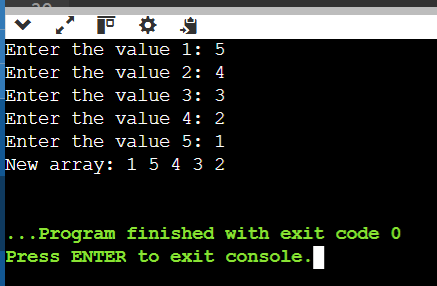 Enter the value 1: 5
Enter the value 2: 4
Enter the value 3: 3
Enter the value 4: 2
Enter the value 5: 1
New array: 1 5 4 3 2
...Program finished with exit code 0
Press ENTER to exit console.